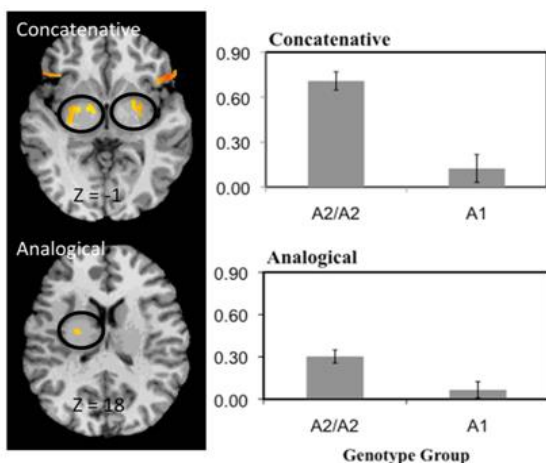 Concatenative
Z = -1
Analogical
Z = 18
Concatenative
0.90
0.60
0.30
0.00
A2/A2 A1
Analogical
0.90
0.60
0.30
0.00
A2/A2 A1
Genotype Group